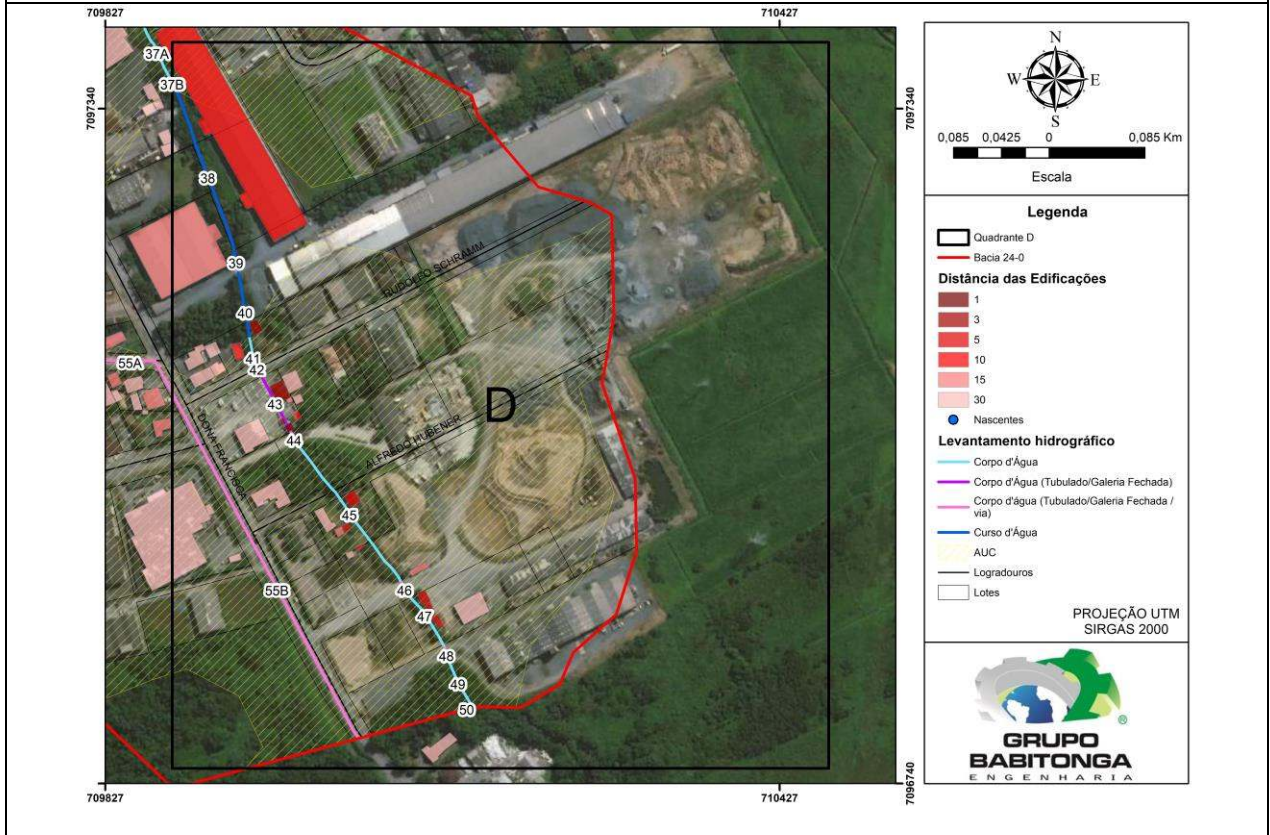 709827
710427
7097340
7097340
37A
37B
38
39
40
41
42
43
44
45
46
47
48
49
50
55A
55B
RUDOLFO SCHRAMM
ALFREDO HUBENER
DONA FRANCISCA
D
709827
710427
7096740
N
W
E
S
0,085 0,0425 0 0,085 Km
Escala
Legenda
Quadrante D
Bacia 24-0
Distância das Edificações
1
3
5
10
15
30
Nascentes
Levantamento hidrográfico
Corpo d'Água
Corpo d'Água (Tubulado/Galeria Fechada)
Corpo d'água (Tubulado/Galeria Fechada /
via)
Curso d'Água
AUC
Logradouros
Lotes
PROJEÇÃO UTM
SIRGAS 2000
®
GRUPO
BABITONGA
ENGENHARIA